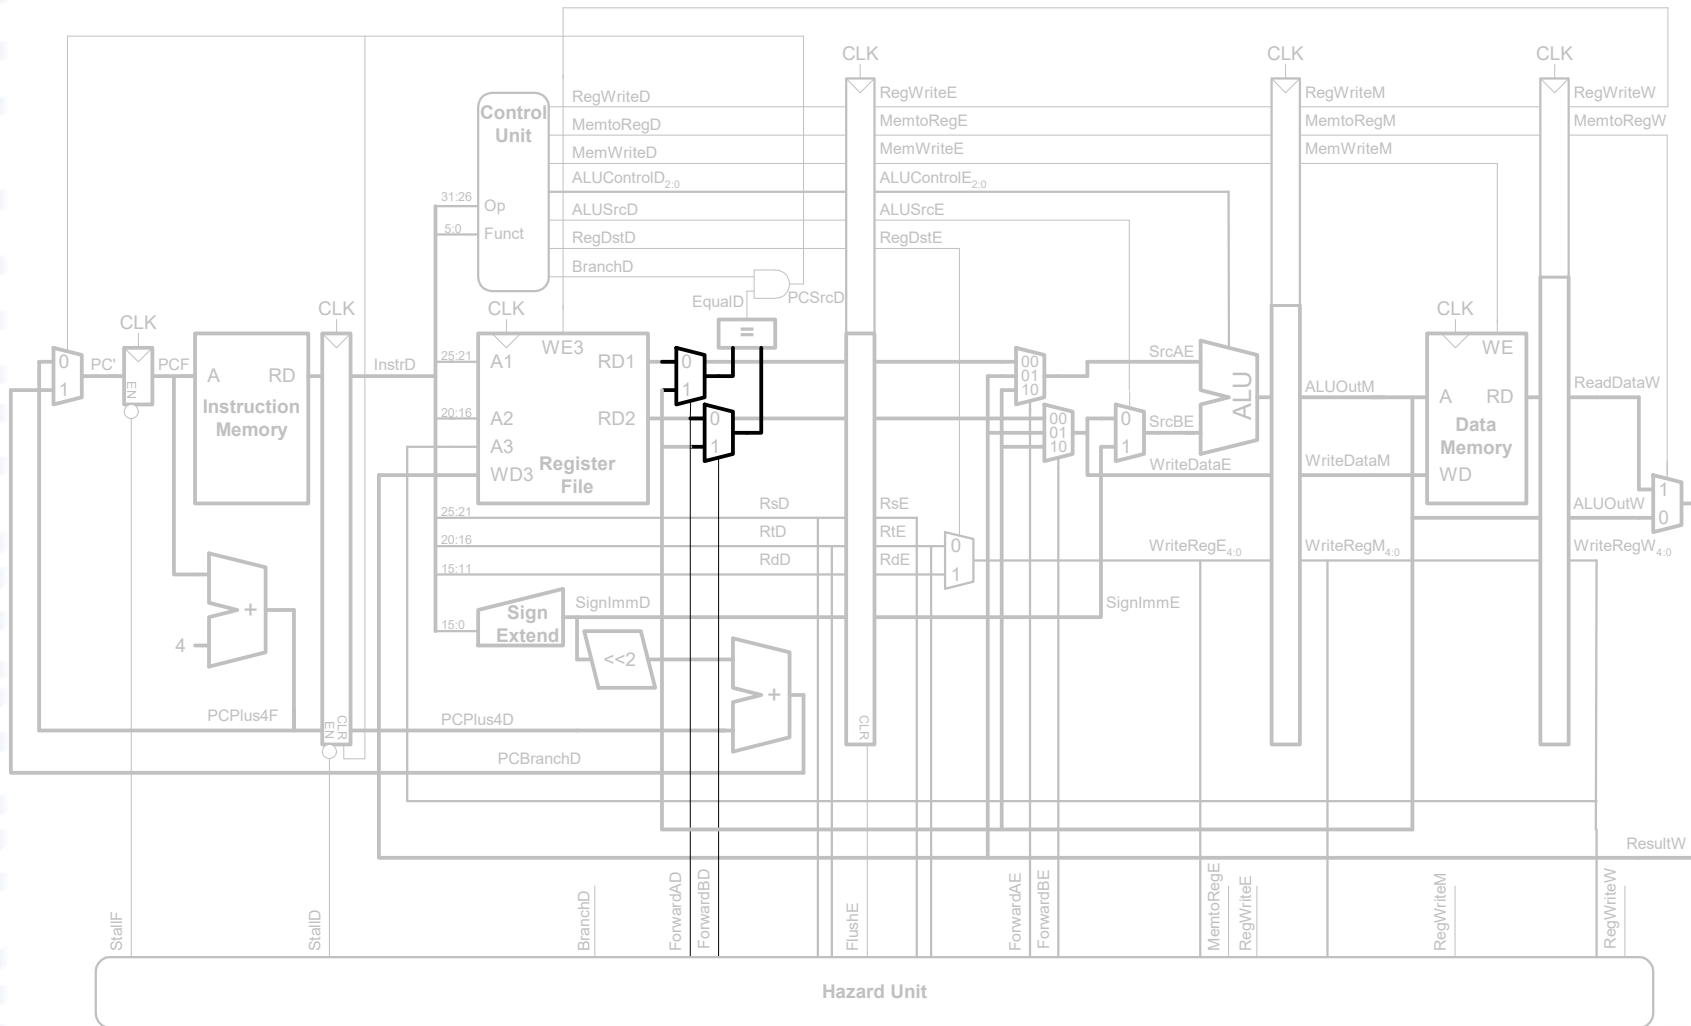 CLK
CLK
CLK
RegWriteD
RegWriteE
RegWriteM
RegWriteW
Control
Unit
MemtoRegD
MemtoRegE
MemtoRegM
MemtoRegW
MemWriteD
MemWriteE
MemWriteM
ALUControlD2:0
ALUControlE2:0
31:26
Op
ALUSrcD
ALUSrcE
5:0
Funct
RegDstD
RegDstE
BranchD
EqualD
PCSrcD
CLK
CLK
CLK
CLK
=
WE3
WE
0
1
PC'
EN
PCF
A
RD
Instruction
Memory
InstrD
25:21
A1
RD1
0
1
00
01
10
SrcAE
ALU
ALUOutM
A
RD
ReadDataW
20:16
A2
RD2
0
1
00
01
10
0
1
SrcBE
Data
Memory
A3
WD3
Register
File
WriteDataE
WriteDataM
WD
1
0
25:21
RsD
RsE
ALUOutW
20:16
RtD
RtE
0
1
WriteRegE4:0
WriteRegM4:0
WriteRegW4:0
15:11
RdD
RdE
+
4
15:0
Sign
Extend
SignImmD
SignImmE
<<2
+
PCPlus4F
EN
CLR
PCPlus4D
CLR
PCBranchD
ResultW
StallF
StallD
BranchD
ForwardAD
ForwardBD
FlushE
ForwardAE
ForwardBE
MemtoRegE
RegWriteE
RegWriteM
RegWriteW
Hazard Unit